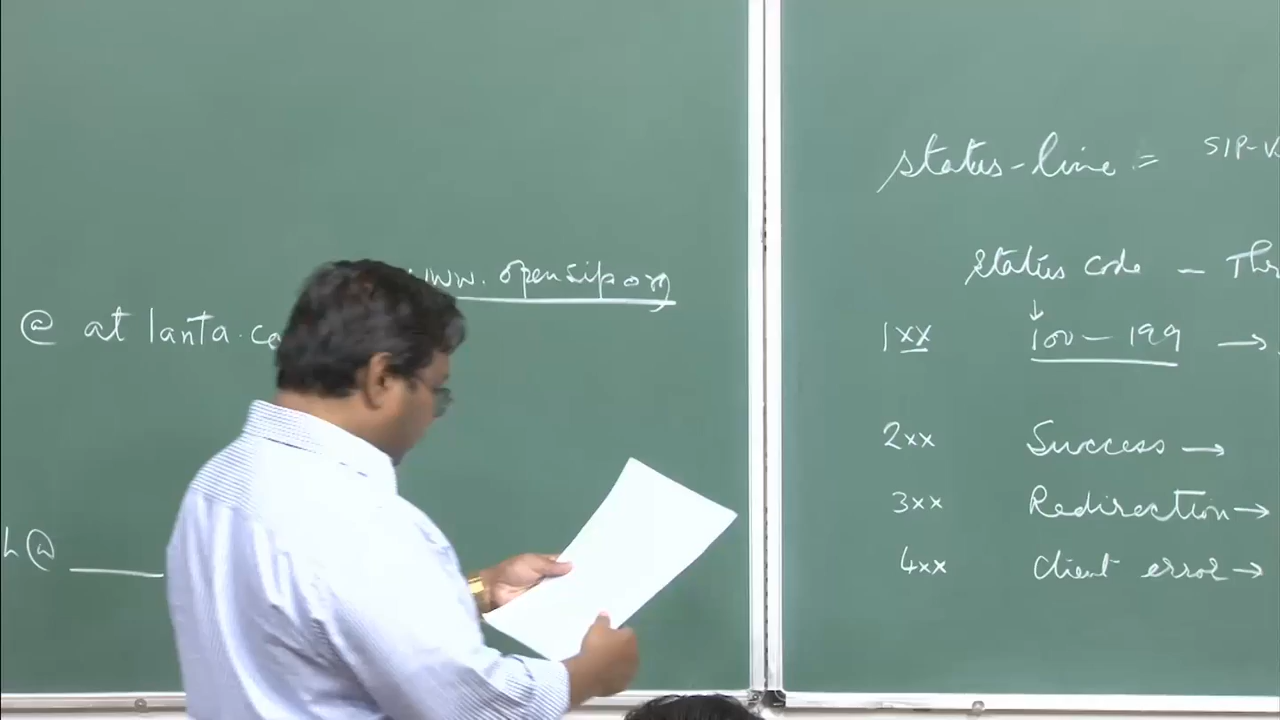 www.opensip.org
@ atlanta.co
h@
status-line = SIP-V
Status code – Thr
1xx 100 – 199 →
2xx Success →
3xx Redirection →
4xx Client error →